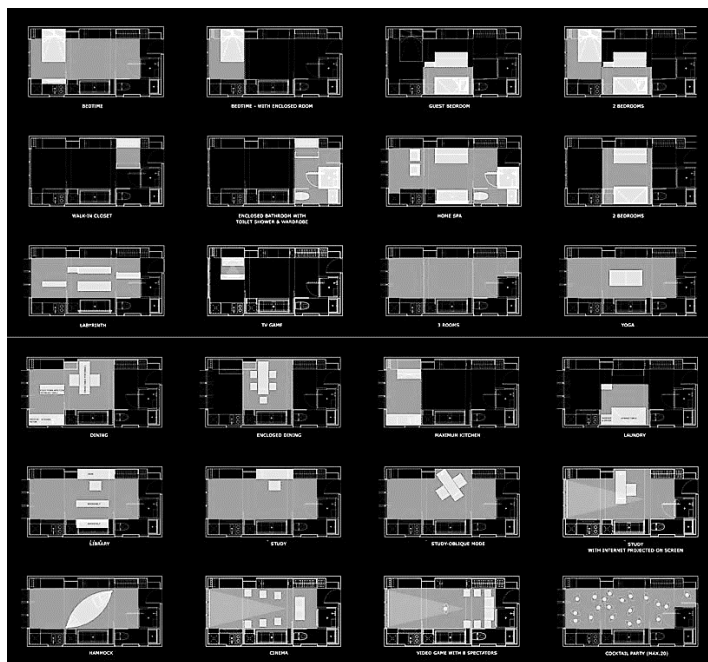 BEDTIME
BEDTIME - WITH ENCLOSED ROOM
GUEST BEDROOM
2 BEDROOMS
WALK-IN CLOSET
ENCLOSED BATHROOM WITH
TOILET SHOWER & WARDROBE
HOME SPA
2 BEDROOMS
LABYRINTH
TV GAME
3 ROOMS
YOGA
DINING
ENCLOSED DINING
MAXIMUM KITCHEN
LAUNDRY
LIBRARY
STUDY
STUDY-OBLIQUE MODE
STUDY
WITH INTERNET PROJECTED ON SCREEN
HAMMOCK
CINEMA
VIDEO GAME WITH 8 SPECTATORS
COCKTAIL PARTY (MAX.20)